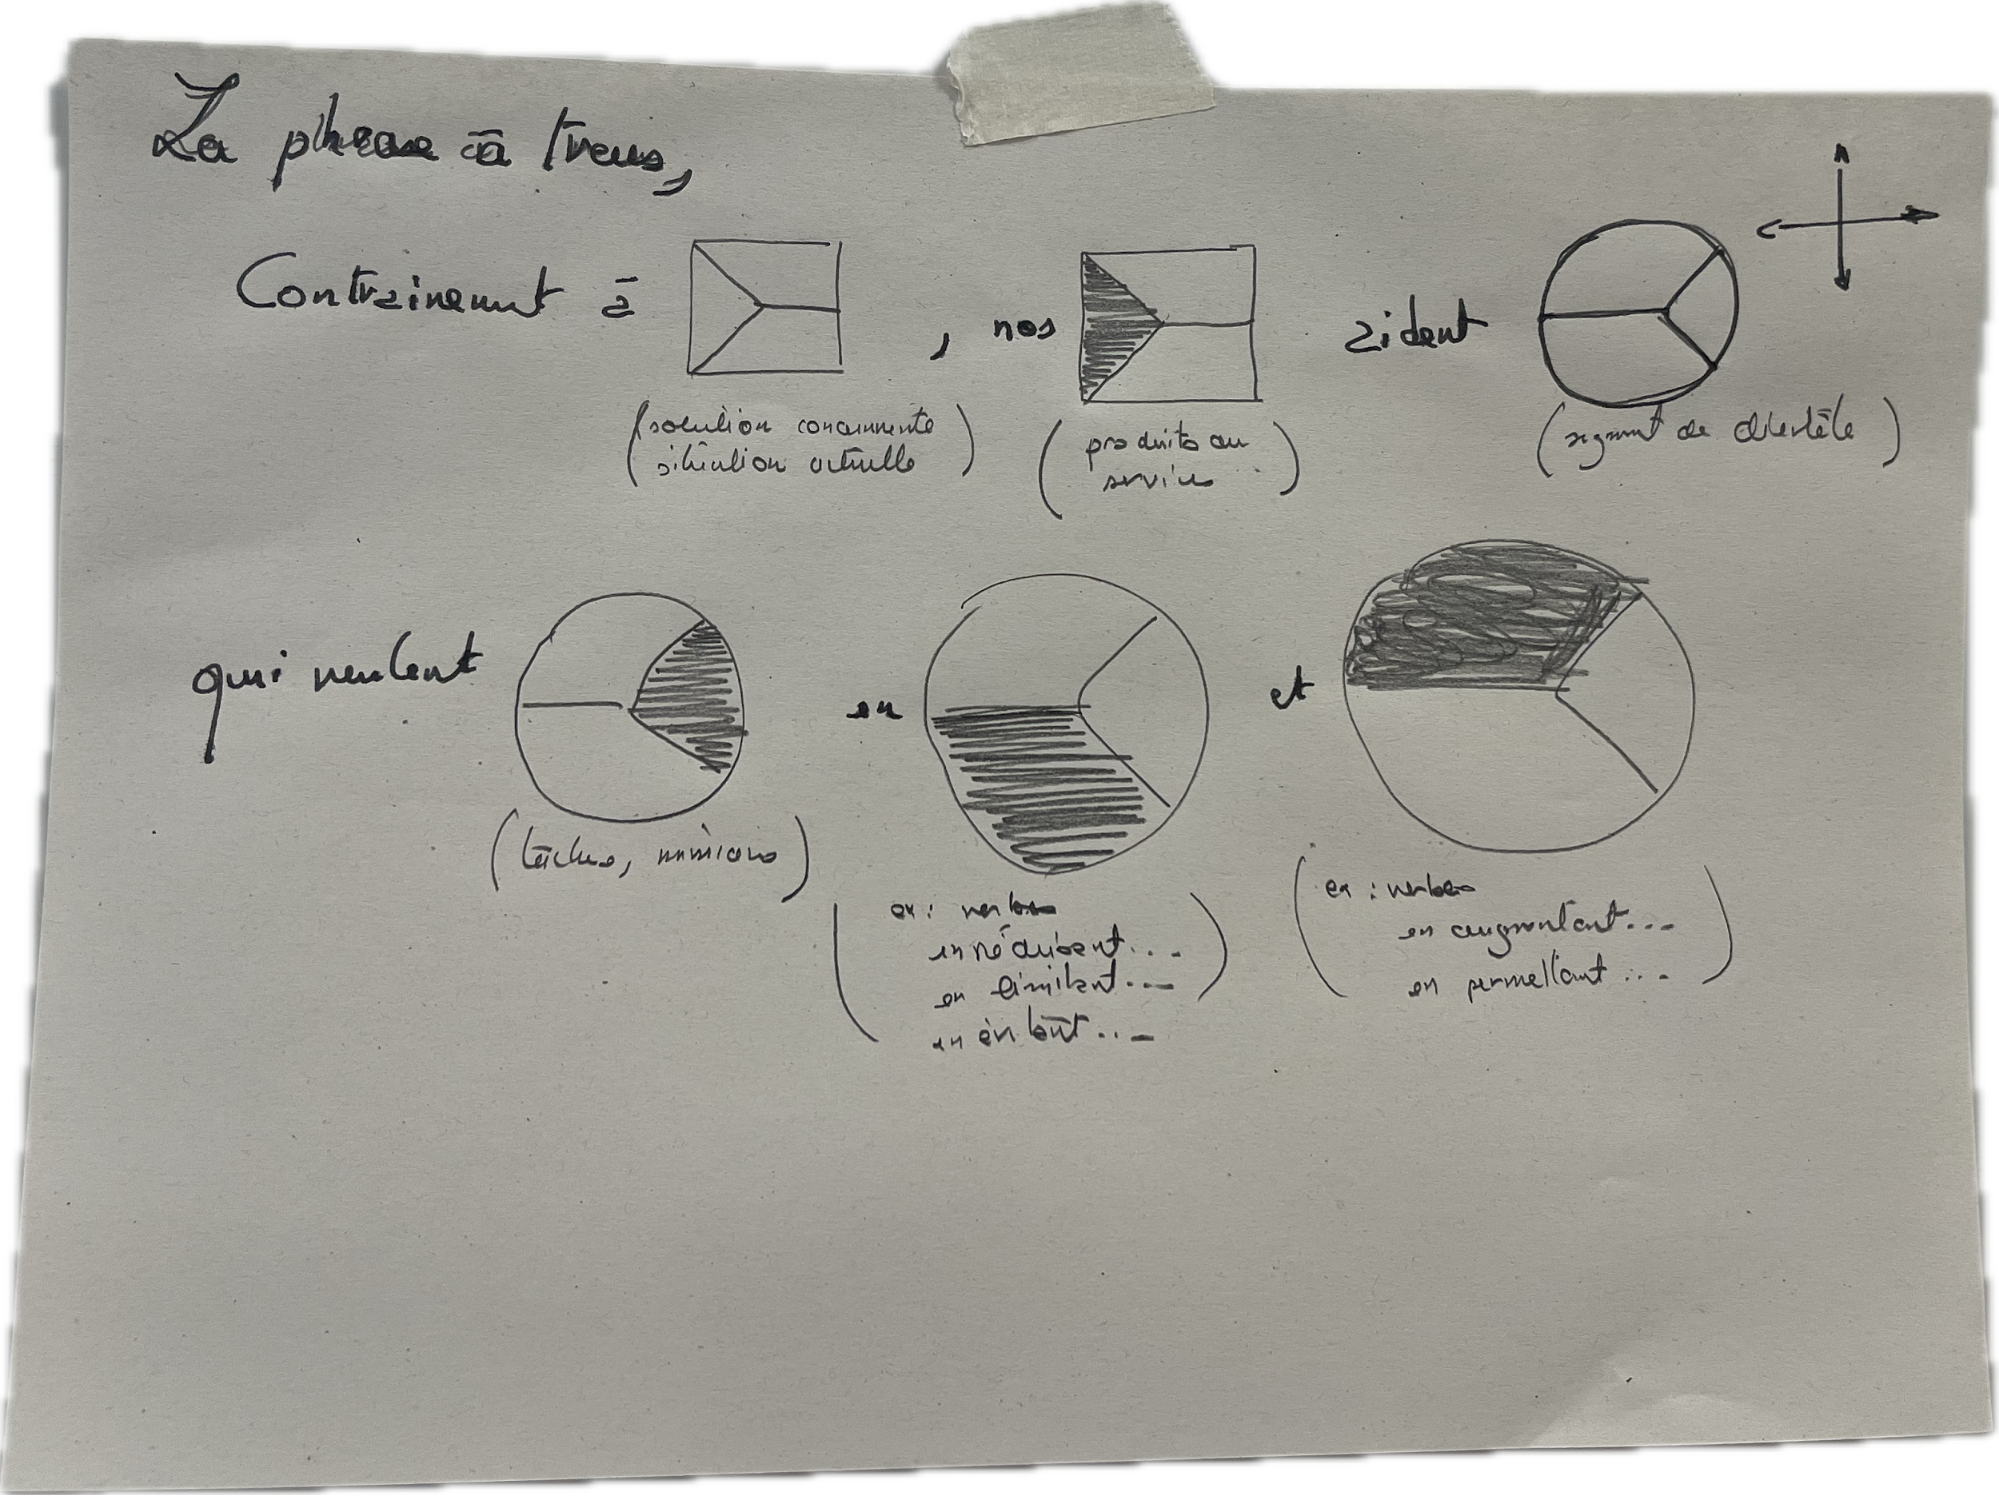 La phrase à trous,
Contrairement à , nos aident
(solution concurrente
situation actuelle)
(produits ou
services)
(segment de clientèle)
qui veulent en et
(tâches, missions)
(ex : verbes
en réduisant...
en limitant...
en évitant...)
(ex : verbes
en augmentant...
en permettant...)